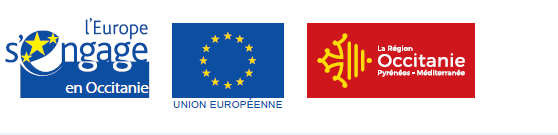 l'Europe
s'engage
en Occitanie
UNION EUROPÉENNE
La Région
Occitanie
Pyrénées - Méditerranée